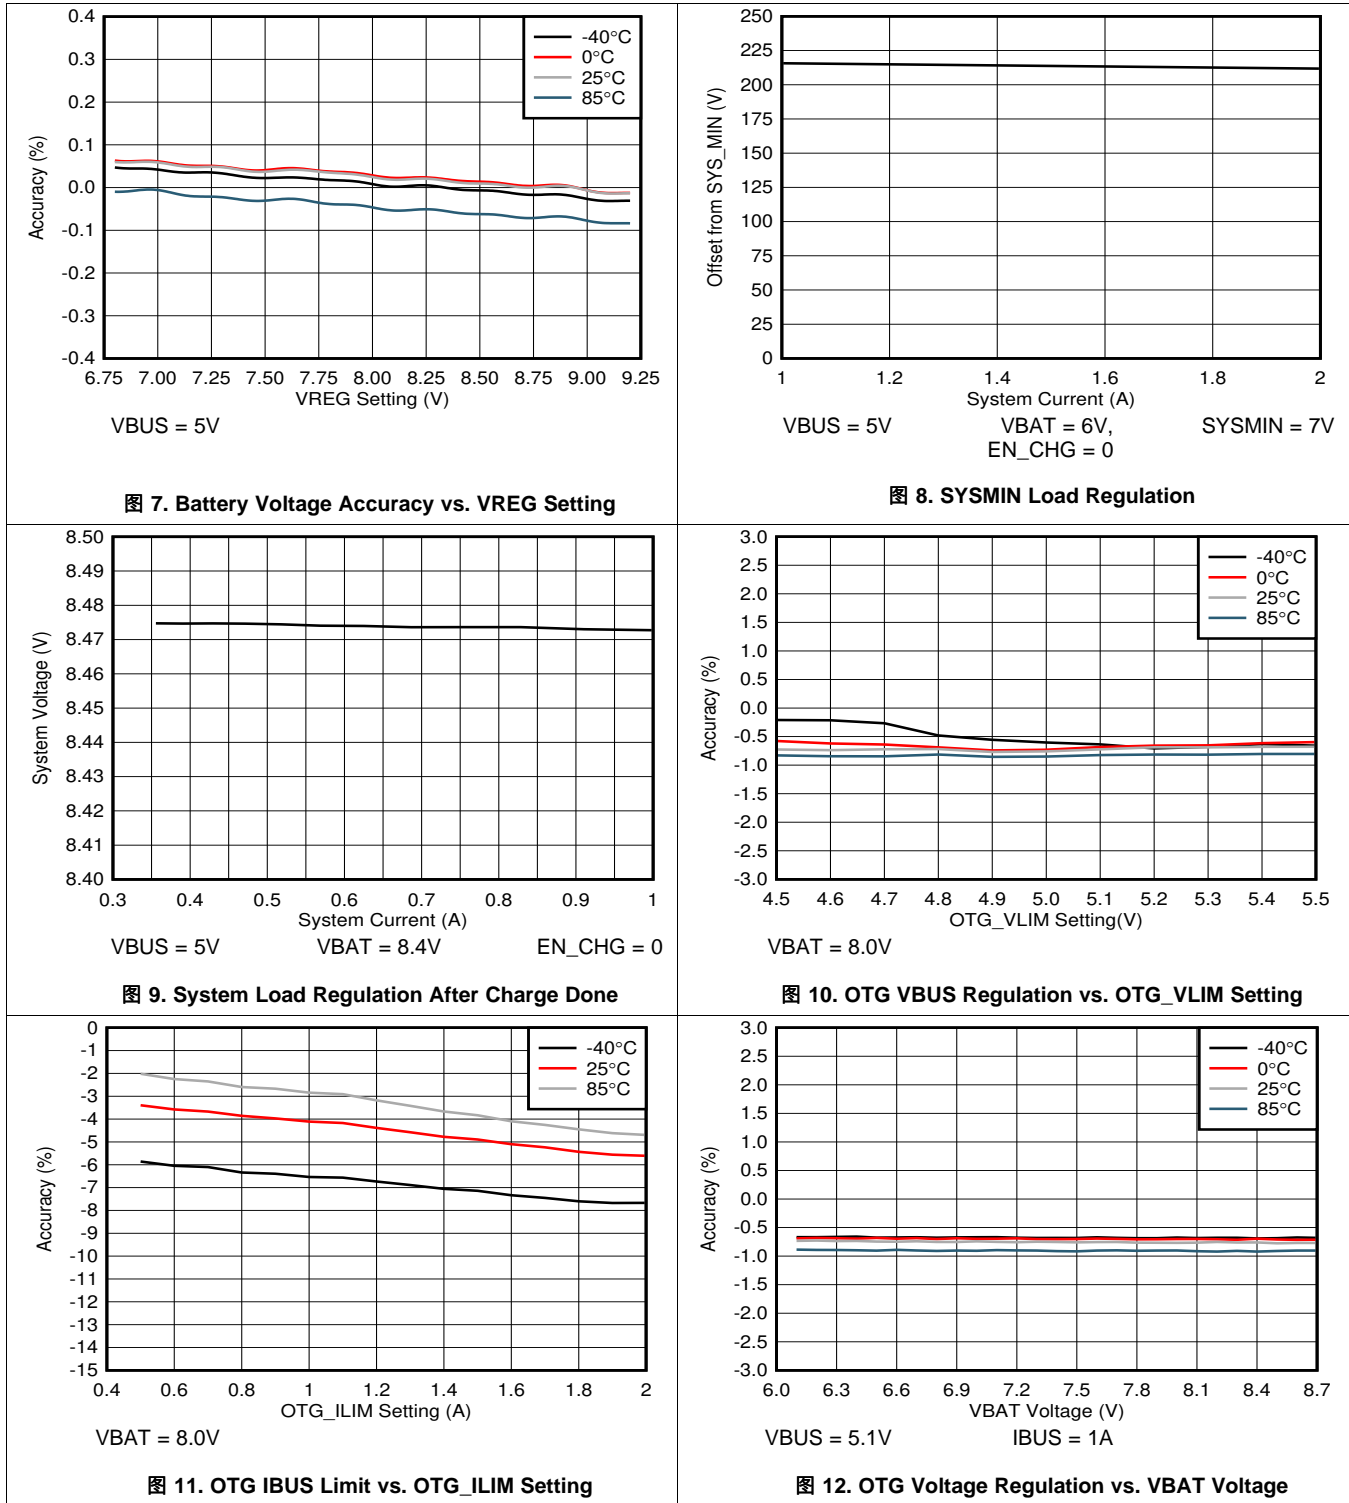 0.4
0.3
0.2
0.1
0.0
-0.1
-0.2
-0.3
-0.4
Accuracy (%)
-40°C
0°C
25°C
85°C
6.75 7.00 7.25 7.50 7.75 8.00 8.25 8.50 8.75 9.00 9.25
VREG Setting (V)
VBUS = 5V
图 7. Battery Voltage Accuracy vs. VREG Setting
250
225
200
175
150
125
100
75
50
25
0
Offset from SYS_MIN (V)
1 1.2 1.4 1.6 1.8 2
System Current (A)
VBUS = 5V VBAT = 6V, SYSMIN = 7V
EN_CHG = 0
图 8. SYSMIN Load Regulation
8.50
8.49
8.48
8.47
8.46
8.45
8.44
8.43
8.42
8.41
8.40
System Voltage (V)
0.3 0.4 0.5 0.6 0.7 0.8 0.9 1
System Current (A)
VBUS = 5V VBAT = 8.4V EN_CHG = 0
图 9. System Load Regulation After Charge Done
3.0
2.5
2.0
1.5
1.0
0.5
0.0
-0.5
-1.0
-1.5
-2.0
-2.5
-3.0
Accuracy (%)
-40°C
0°C
25°C
85°C
4.5 4.6 4.7 4.8 4.9 5.0 5.1 5.2 5.3 5.4 5.5
OTG_VLIM Setting(V)
VBAT = 8.0V
图 10. OTG VBUS Regulation vs. OTG_VLIM Setting
0
-1
-2
-3
-4
-5
-6
-7
-8
-9
-10
-11
-12
-13
-14
-15
Accuracy (%)
-40°C
25°C
85°C
0.4 0.6 0.8 1 1.2 1.4 1.6 1.8 2
OTG_ILIM Setting (A)
VBAT = 8.0V
图 11. OTG IBUS Limit vs. OTG_ILIM Setting
3.0
2.5
2.0
1.5
1.0
0.5
0.0
-0.5
-1.0
-1.5
-2.0
-2.5
-3.0
Accuracy (%)
-40°C
0°C
25°C
85°C
6.0 6.3 6.6 6.9 7.2 7.5 7.8 8.1 8.4 8.7
VBAT Voltage (V)
VBUS = 5.1V IBUS = 1A
图 12. OTG Voltage Regulation vs. VBAT Voltage